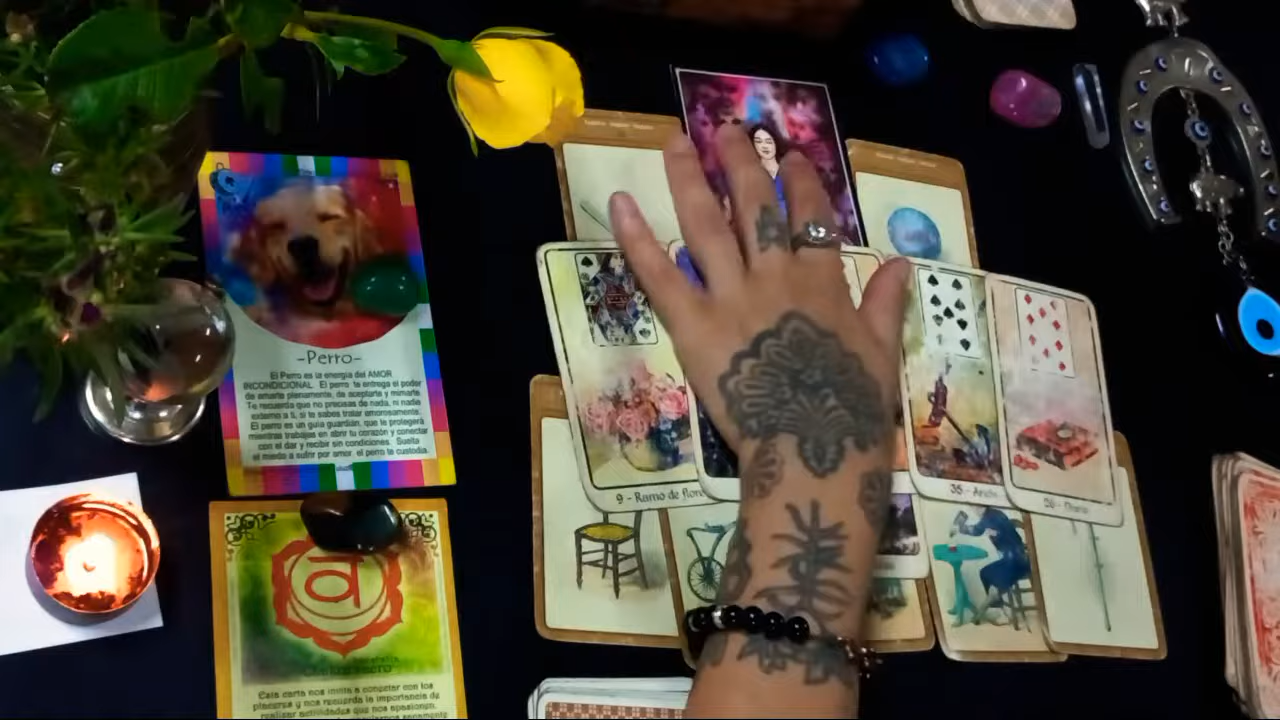 -Perro-
El Perro es la energía del AMOR
INCONDICIONAL. El perro te entrega el poder
de amarte plenamente, de aceptarte y mimarte.
Te recuerda que no precisas de nada, ni nadie
externo a ti, si te sabes tratar amorosamente.
El perro es un guía guardián, que te protegerá
mientras trabajas en abrir tu corazón y conectar
con el dar y recibir sin condiciones. Suelta
el miedo a sufrir por amor, el perro te custodia.
9 - Ramo de flore
35 - Ancla
26 - Diario
Esta carta nos invita a conectar con los
placeres y nos recuerda la importancia de
realizar actividades que nos apasionen.